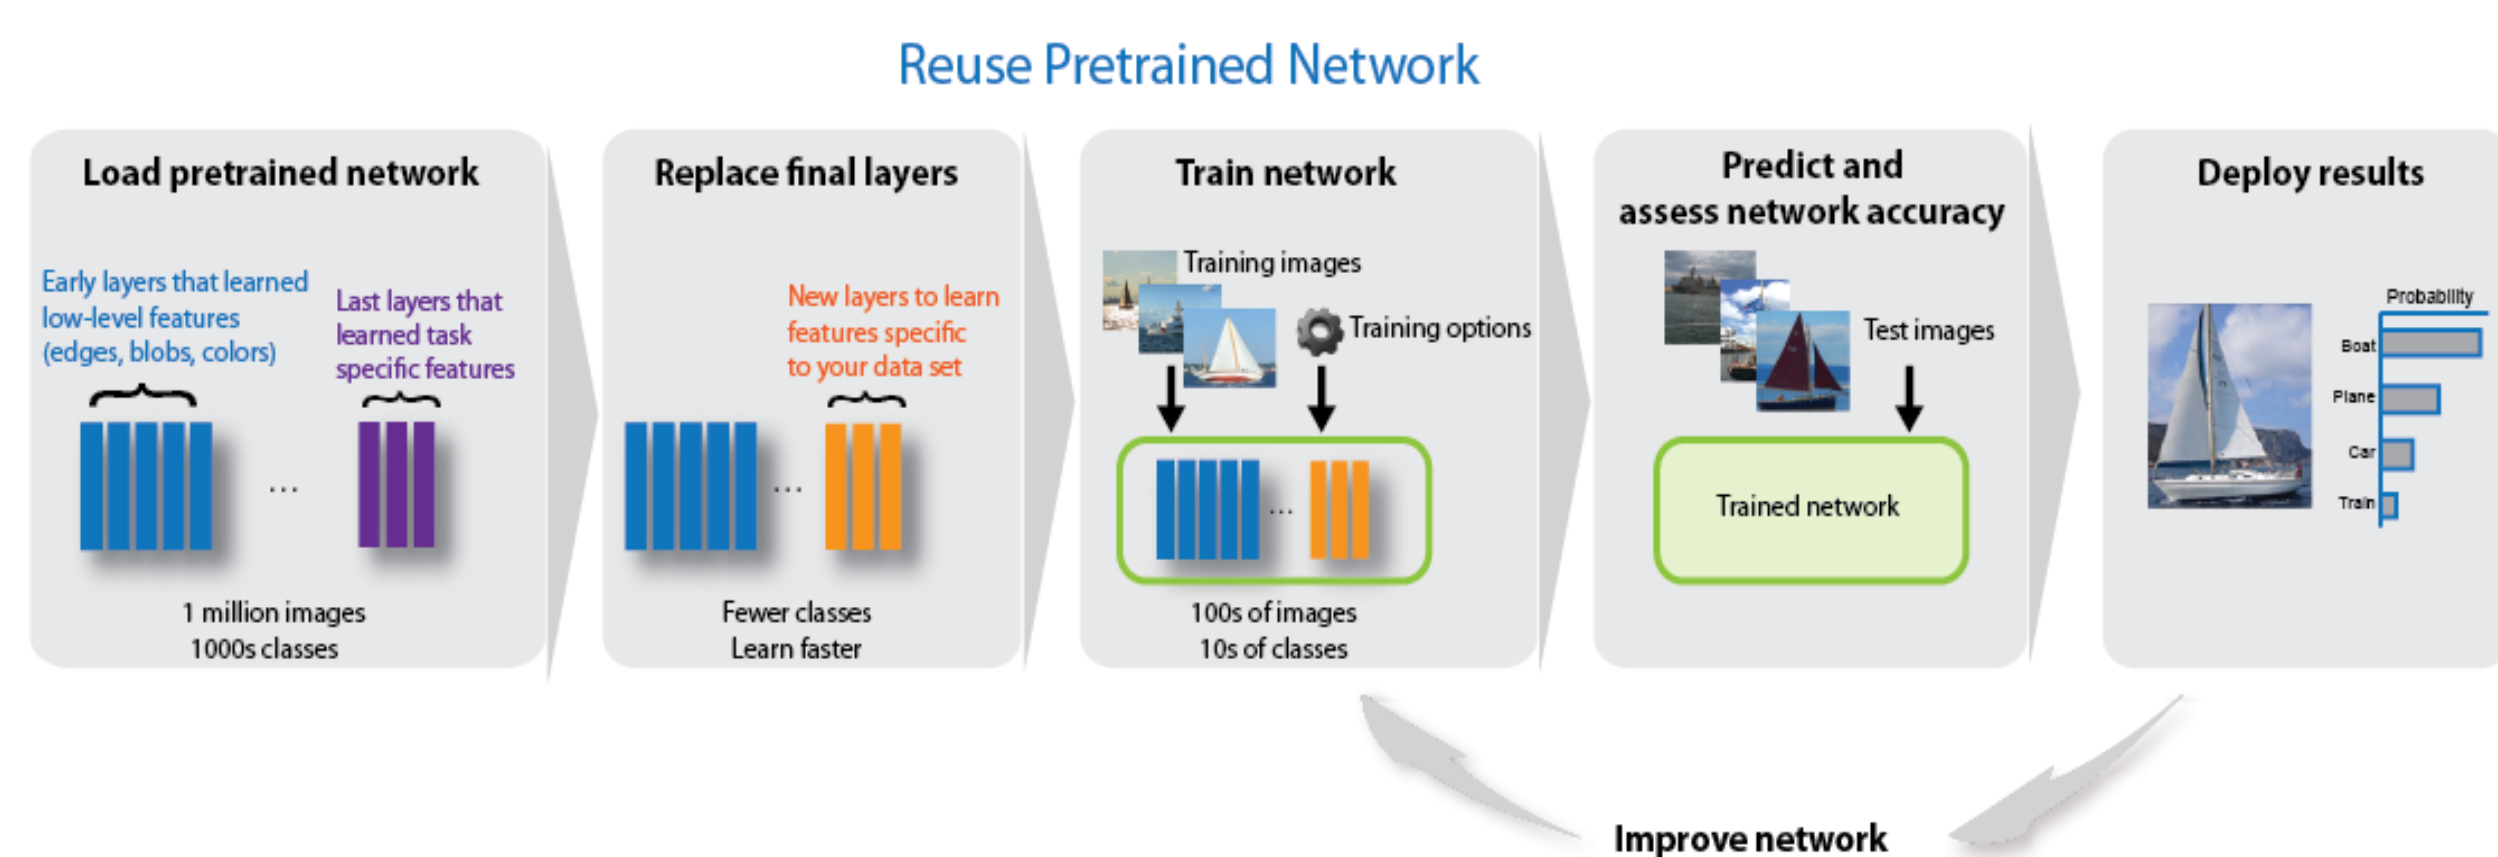 Reuse Pretrained Network
Load pretrained network
Early layers that learned
low-level features
(edges, blobs, colors)
Last layers that
learned task
specific features
...
1 million images
1000s classes
Replace final layers
New layers to learn
features specific
to your data set
...
Fewer classes
Learn faster
Train network
Training images
Training options
...
100s of images
10s of classes
Predict and
assess network accuracy
Test images
Trained network
Deploy results
Probability
Boat
Plane
Car
Train
Improve network